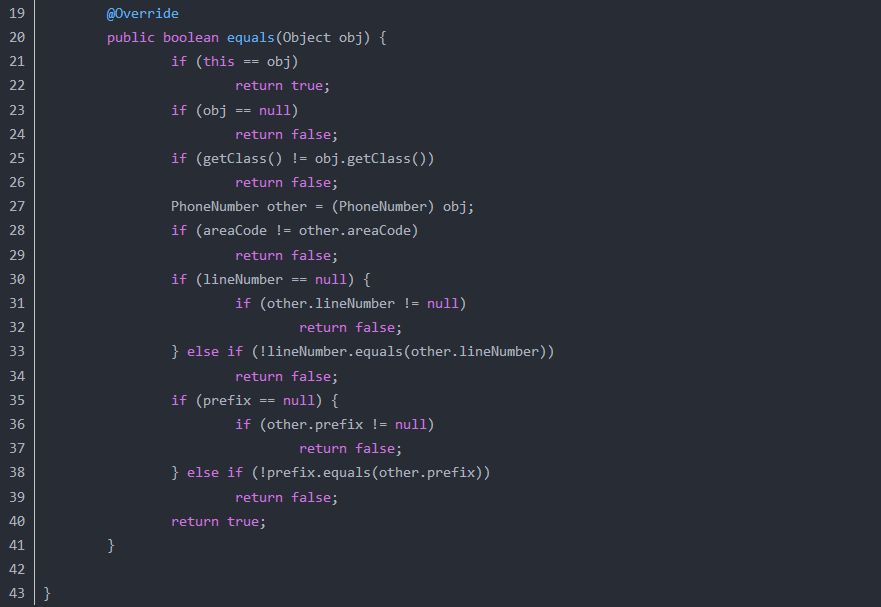 19 @Override
20 public boolean equals(Object obj) {
21 if (this == obj)
22 return true;
23 if (obj == null)
24 return false;
25 if (getClass() != obj.getClass())
26 return false;
27 PhoneNumber other = (PhoneNumber) obj;
28 if (areaCode != other.areaCode)
29 return false;
30 if (lineNumber == null) {
31 if (other.lineNumber != null)
32 return false;
33 } else if (!lineNumber.equals(other.lineNumber))
34 return false;
35 if (prefix == null) {
36 if (other.prefix != null)
37 return false;
38 } else if (!prefix.equals(other.prefix))
39 return false;
40 return true;
41 }
42
43 }